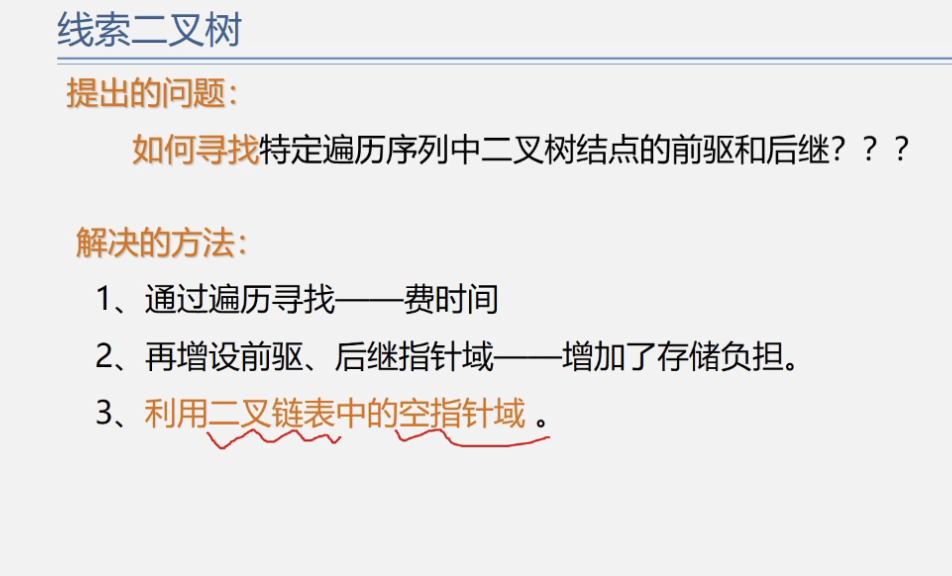 线索二叉树
提出的问题：
如何寻找特定遍历序列中二叉树结点的前驱和后继？？？
解决的方法：
1、通过遍历寻找——费时间
2、再增设前驱、后继指针域——增加了存储负担。
3、利用二叉链表中的空指针域 。